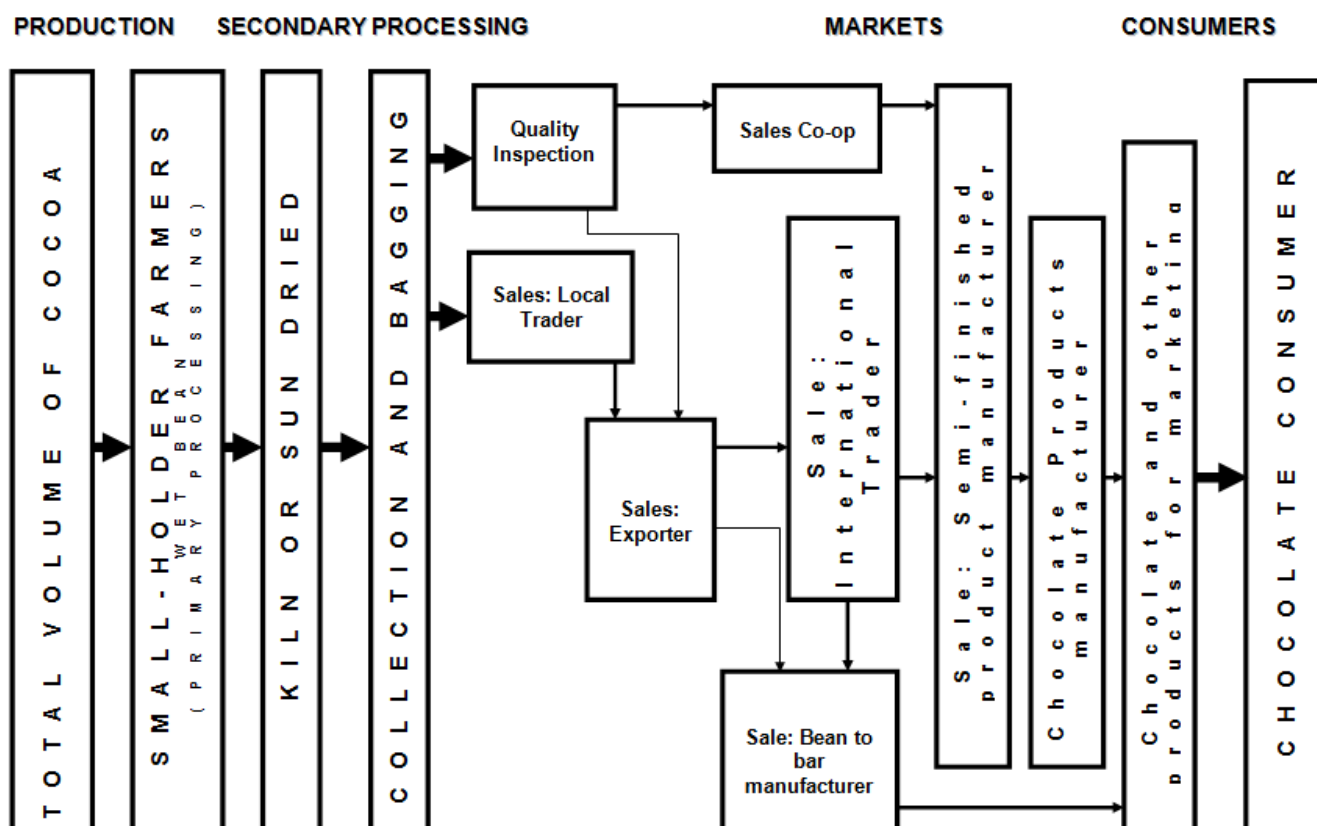 PRODUCTION
SECONDARY PROCESSING
MARKETS
CONSUMERS
TOTAL VOLUME OF COCOA
SMALL-HOLDER FARMERS
WET BEAN
(PRIMARY PROCESSING)
KILN OR SUN DRIED
COLLECTION AND BAGGING
Quality
Inspection
Sales: Local
Trader
Sales:
Exporter
Sales Co-op
Sale:
International
Trader
Sale: Bean to
bar
manufacturer
Sale: Semi-finished
product manufacturer
Chocolate Products
manufacturer
Chocolate and other
products for marketing
CHOCOLATE CONSUMER